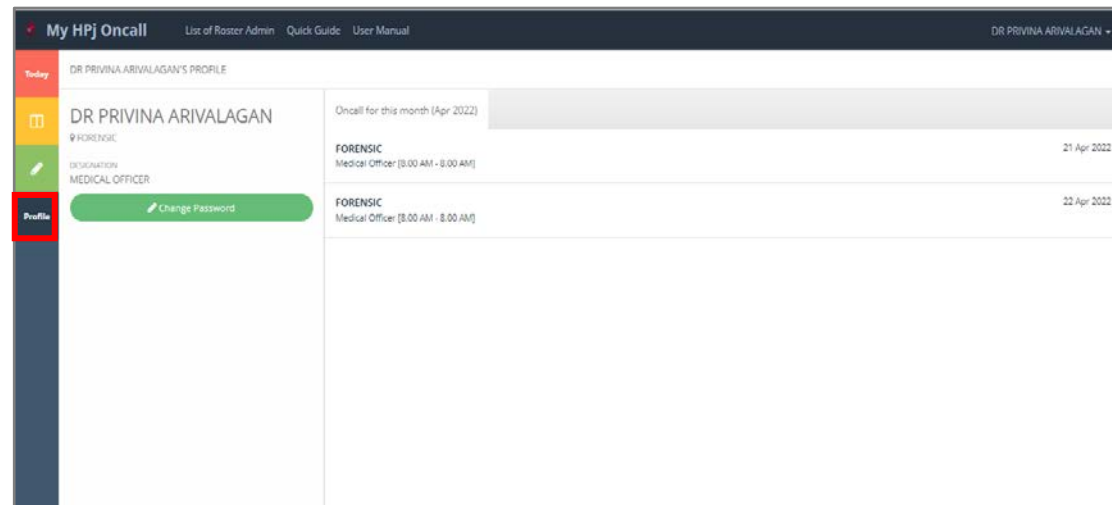 My HPj Oncall
List of Roster Admin Quick Guide User Manual
DR PRIVINA ARIVALAGAN
Today
DR PRIVINA ARIVALAGAN'S PROFILE
DR PRIVINA ARIVALAGAN
FORENSIC
DESIGNATION
MEDICAL OFFICER
Change Password
Profile
Oncall for this month (Apr 2022)
FORENSIC
21 Apr 2022
Medical Officer [8.00 AM - 8.00 AM]
FORENSIC
22 Apr 2022
Medical Officer [8.00 AM - 8.00 AM]